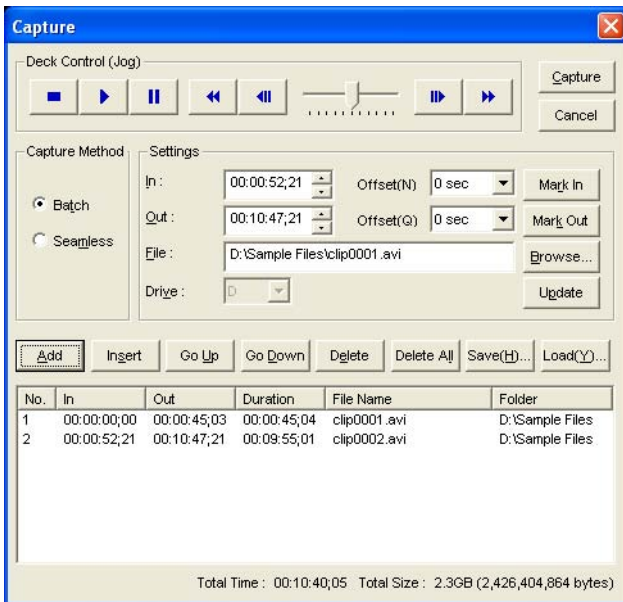 Capture
Deck Control (Jog)
Capture
Cancel
Capture Method
Settings
Batch
Seamless
In :
00:00:52;21
Offset(N)
0 sec
Mark In
Out :
00:10:47;21
Offset(Q)
0 sec
Mark Out
File :
D:\Sample Files\clip0001.avi
Browse...
Drive :
D
Update
Add
Insert
Go Up
Go Down
Delete
Delete All
Save(H)...
Load(Y)...
No. In Out Duration File Name Folder
1 00:00:00;00 00:00:45;03 00:00:45;04 clip0001.avi D:\Sample Files
2 00:00:52;21 00:10:47;21 00:09:55;01 clip0002.avi D:\Sample Files
Total Time : 00:10:40;05 Total Size : 2.3GB (2,426,404,864 bytes)